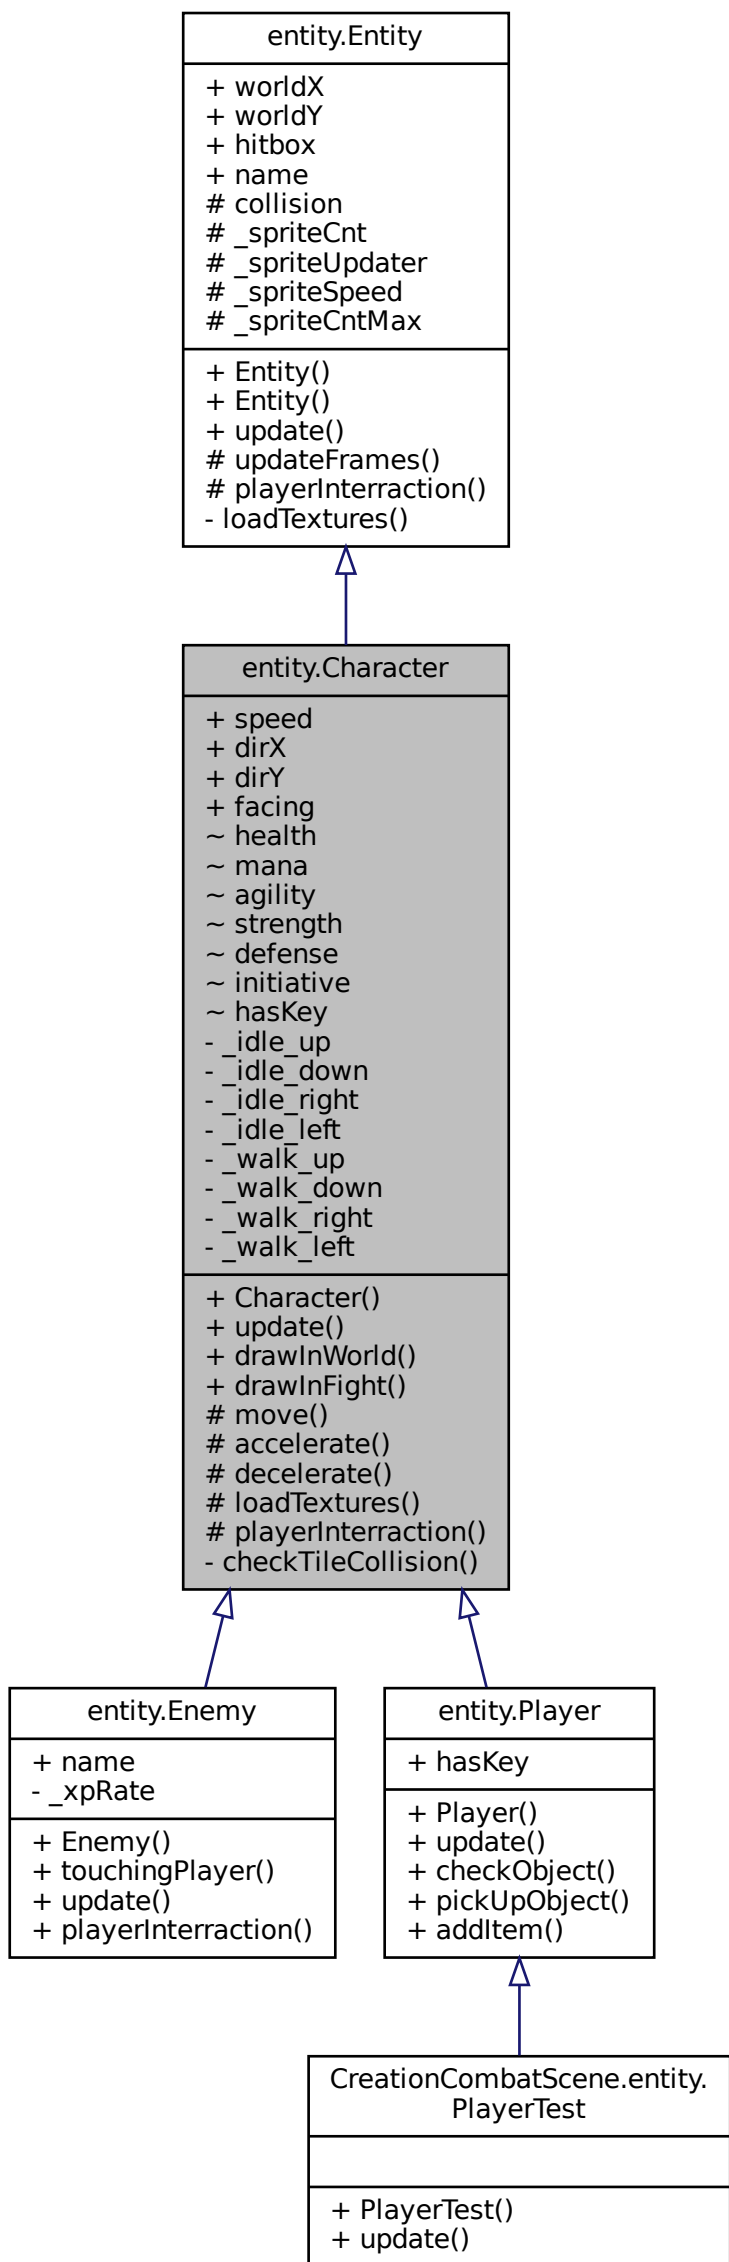 entity.Entity
+ worldX
+ worldY
+ hitbox
+ name
# collision
# _spriteCnt
# _spriteUpdater
# _spriteSpeed
# _spriteCntMax
+ Entity()
+ Entity()
+ update()
# updateFrames()
# playerInterraction()
- loadTextures()
entity.Character
+ speed
+ dirX
+ dirY
+ facing
~ health
~ mana
~ agility
~ strength
~ defense
~ initiative
~ hasKey
- _idle_up
- _idle_down
- _idle_right
- _idle_left
- _walk_up
- _walk_down
- _walk_right
- _walk_left
+ Character()
+ update()
+ drawInWorld()
+ drawInFight()
# move()
# accelerate()
# decelerate()
# loadTextures()
# playerInterraction()
- checkTileCollision()
entity.Enemy
+ name
- _xpRate
+ Enemy()
+ touchingPlayer()
+ update()
+ playerInterraction()
entity.Player
+ hasKey
+ Player()
+ update()
+ checkObject()
+ pickUpObject()
+ addItem()
CreationCombatScene.entity.
PlayerTest
+ PlayerTest()
+ update()